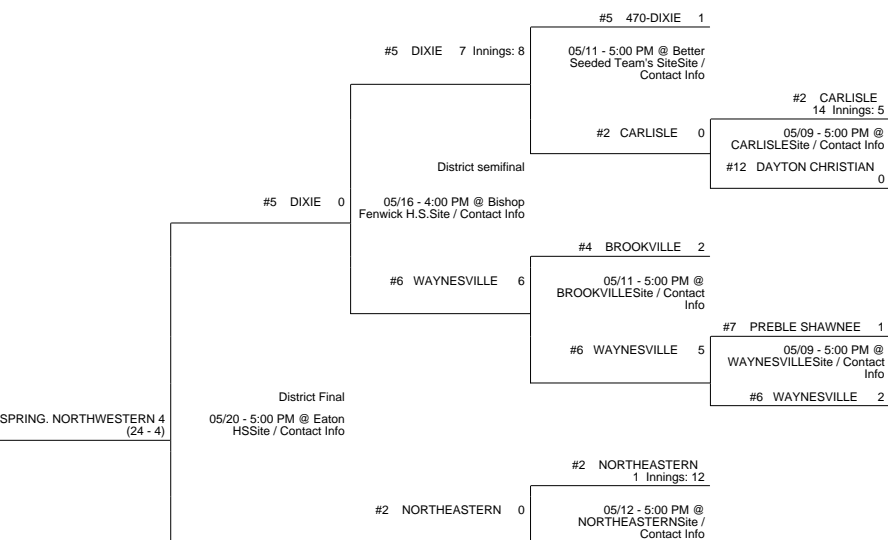 #5 470-DIXIE 1
#5 DIXIE 7 Innings: 8
05/11 - 5:00 PM @ Better
Seeded Team's SiteSite /
Contact Info
#2 CARLISLE
14 Innings: 5
#2 CARLISLE 0
05/09 - 5:00 PM @
CARLISLESite / Contact Info
District semifinal
#12 DAYTON CHRISTIAN
0
#5 DIXIE 0
05/16 - 4:00 PM @ Bishop
Fenwick H.S.Site / Contact Info
#4 BROOKVILLE 2
#6 WAYNESVILLE 6
05/11 - 5:00 PM @
BROOKVILLESite / Contact
Info
#7 PREBLE SHAWNEE 1
#6 WAYNESVILLE 5
05/09 - 5:00 PM @
WAYNESVILLESite / Contact
Info
#6 WAYNESVILLE 2
District Final
SPRING. NORTHWESTERN 4
(24 - 4)
05/20 - 5:00 PM @ Eaton
HSSite / Contact Info
#2 NORTHEASTERN
1 Innings: 12
#2 NORTHEASTERN 0
05/12 - 5:00 PM @
NORTHEASTERNSite /
Contact Info